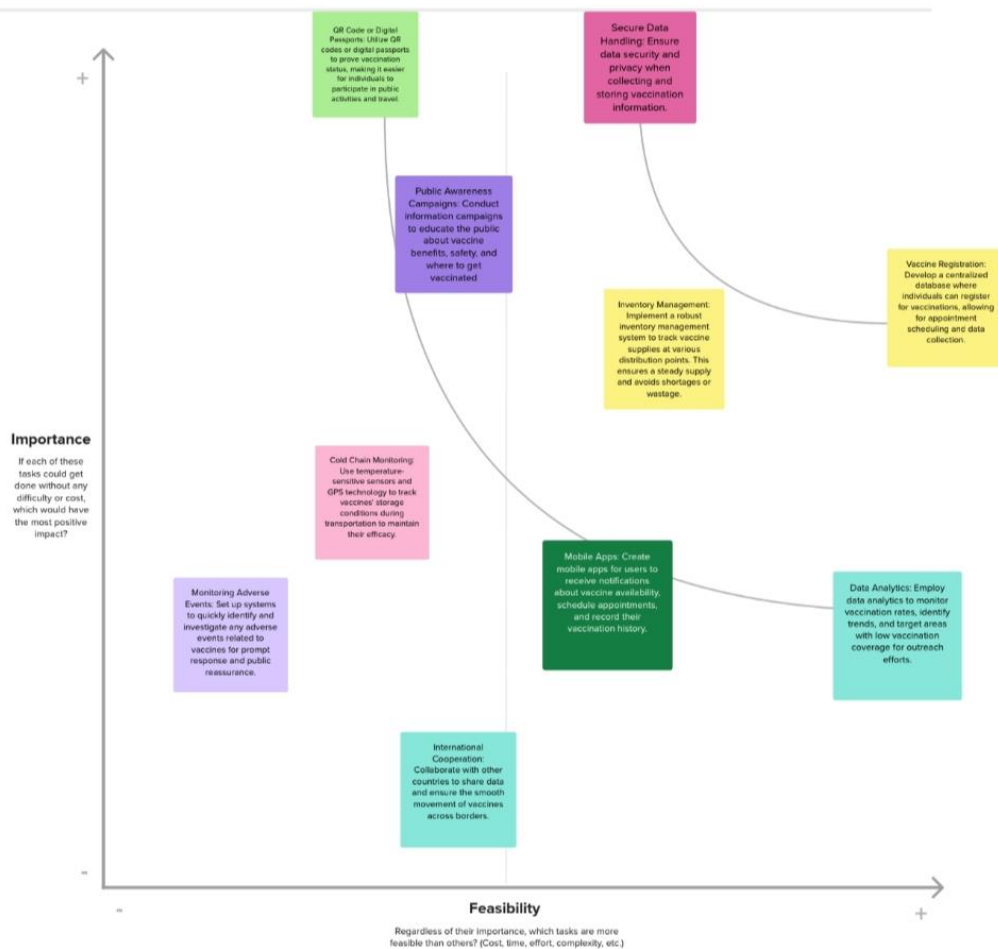 QR Code or Digital
Passports: Utilize QR
codes or digital passports
to prove vaccination
status, making it easier
for individuals to
participate in public
activities and travel.
Secure Data
Handling: Ensure
data security and
privacy when
collecting and
storing vaccination
information.
+
Public Awareness
Campaigns: Conduct
information campaigns
to educate the public
about vaccine
benefits, safety, and
where to get
vaccinated
Vaccine Registration:
Develop a centralized
database where
individuals can register
for vaccinations, allowing
for appointment
scheduling and data
collection.
Inventory Management:
Implement a robust
inventory management
system to track vaccine
supplies at various
distribution points. This
ensures a steady supply
and avoids shortages or
wastage.
Importance
If each of these
tasks could get
done without any
difficulty or cost,
which would have
the most positive
impact?
Cold Chain Monitoring:
Use temperature-
sensitive sensors and
GPS technology to track
vaccines' storage
conditions during
transportation to maintain
their efficacy.
Mobile Apps: Create
mobile apps for users to
receive notifications
about vaccine availability,
schedule appointments,
and record their
vaccination history.
Monitoring Adverse
Events: Set up systems
to quickly identify and
investigate any adverse
events related to
vaccines for prompt
response and public
reassurance.
Data Analytics: Employ
data analytics to monitor
vaccination rates, identify
trends, and target areas
with low vaccination
coverage for outreach
efforts.
International
Cooperation:
Collaborate with other
countries to share data
and ensure the smooth
movement of vaccines
across borders.
-
-
Feasibility
+
Regardless of their importance, which tasks are more
feasible than others? (Cost, time, effort, complexity, etc.)